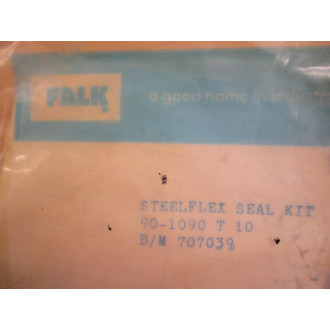 FALK
a good name in
STEELFLEX SEAL KIT
90-1090 T 10
B/M 707039